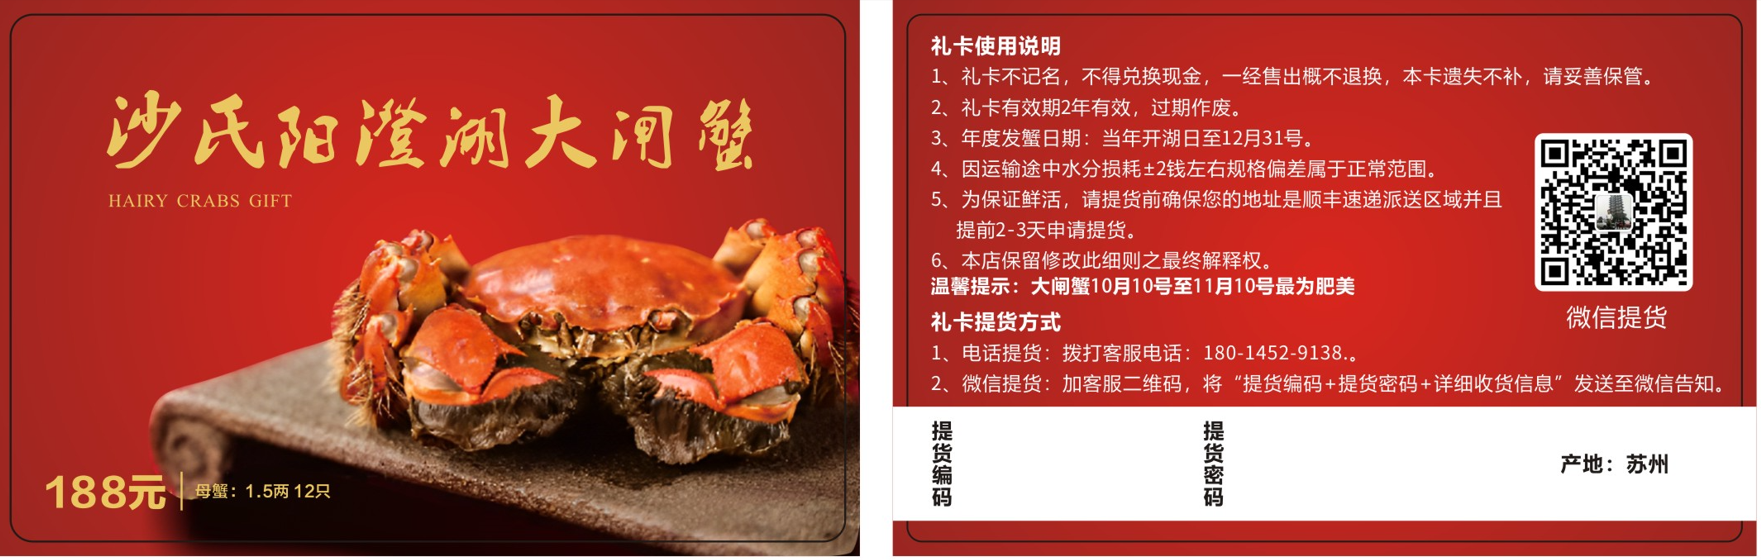 沙氏阳澄湖大闸蟹
HAIRY CRABS GIFT
188元 母蟹：1.5两 12只
礼卡使用说明
1、礼卡不记名，不得兑换现金，一经售出概不退换，本卡遗失不补，请妥善保管。
2、礼卡有效期2年有效，过期作废。
3、年度发蟹日期：当年开湖日至12月31号。
4、因运输途中水分损耗±2钱左右规格偏差属于正常范围。
5、为保证鲜活，请提货前确保您的地址是顺丰速递派送区域并且
提前2-3天申请提货。
6、本店保留修改此细则之最终解释权。
温馨提示：大闸蟹10月10号至11月10号最为肥美
微信提货
礼卡提货方式
1、电话提货：拨打客服电话：180-1452-9138.。
2、微信提货：加客服二维码，将“提货编码+提货密码+详细收货信息”发送至微信告知。
提货编码
提货密码
产地：苏州